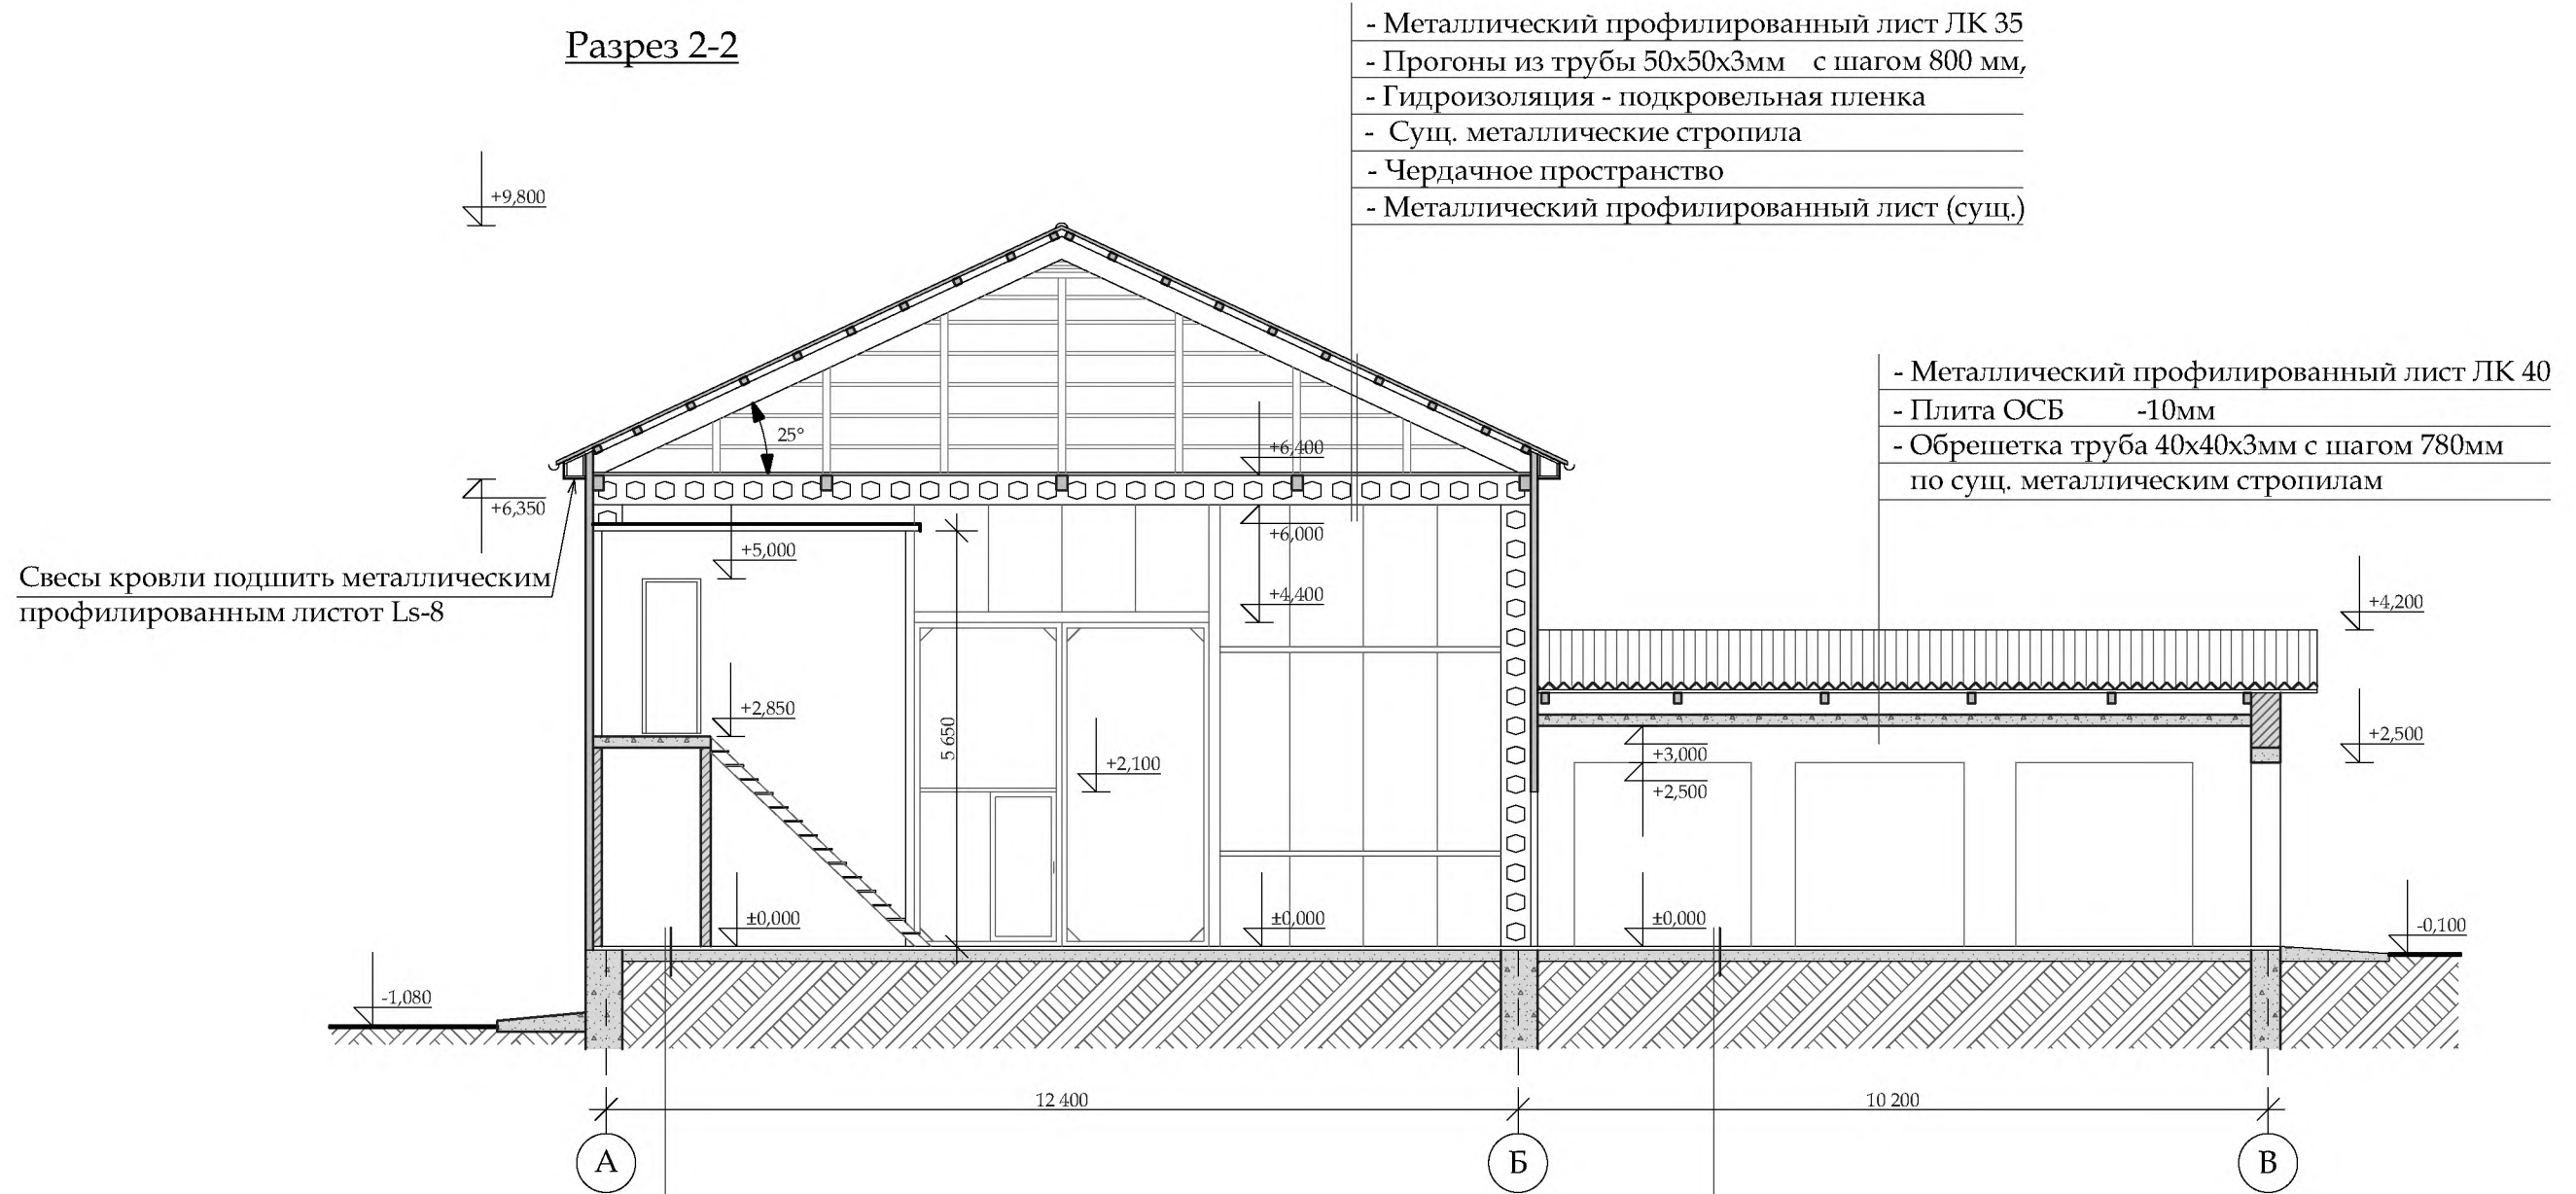 Разрез 2-2
- Металлический профилированный лист ЛК 35
- Прогоны из трубы 50х50х3мм с шагом 800 мм,
- Гидроизоляция - подкровельная пленка
- Сущ. металлические стропила
- Чердачное пространство
- Металлический профилированный лист (сущ.)
+9,800
- Металлический профилированный лист ЛК 40
- Плита ОСБ -10мм
- Обрешетка труба 40х40х3мм с шагом 780мм
по сущ. металлическим стропилам
25°
+6,400
+6,350
+6,000
+5,000
Свесы кровли подшить металлическим
профилированным листот Ls-8
+4,400
+4,200
+2,850
5 650
+2,100
+3,000
+2,500
+2,500
±0,000
±0,000
±0,000
-0,100
-1,080
12 400
10 200
А
Б
В